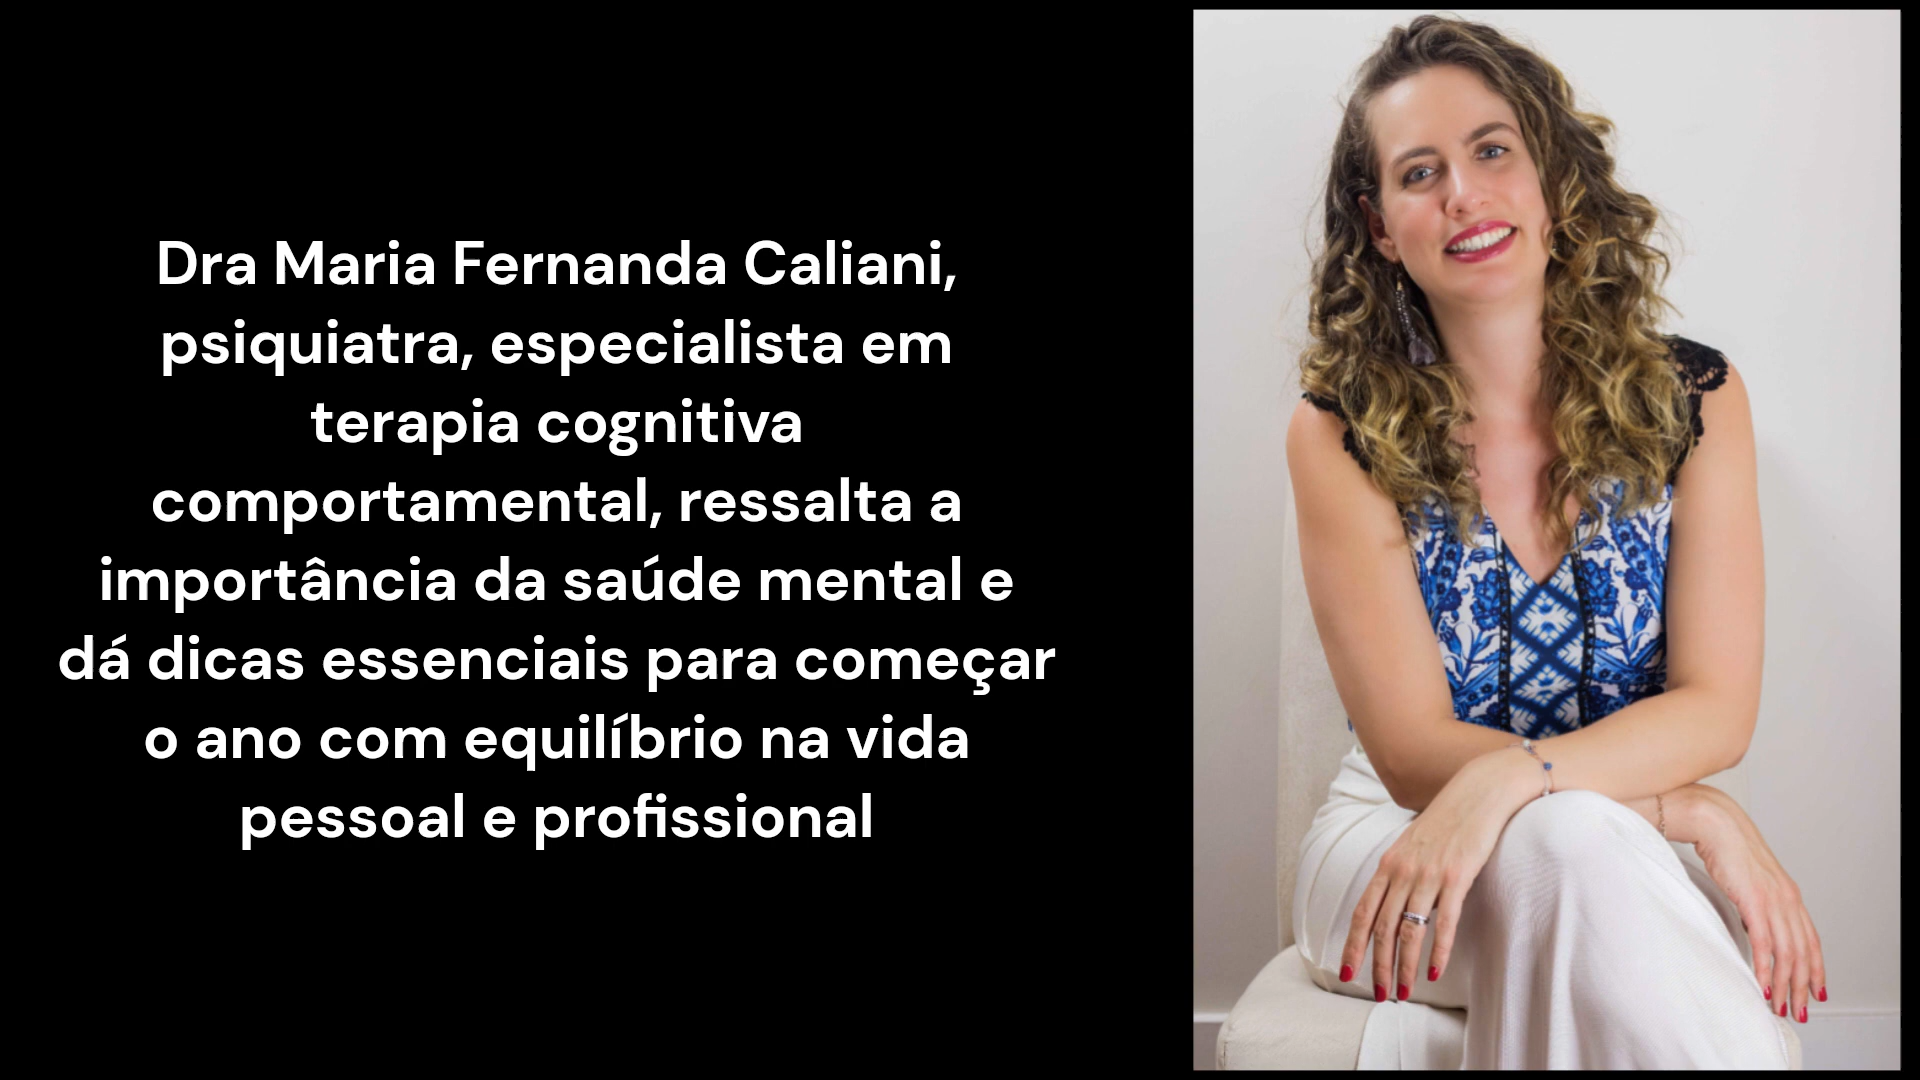 Dra Maria Fernanda Caliani,
psiquiatra, especialista em
terapia cognitiva
comportamental, ressalta a
importância da saúde mental e
dá dicas essenciais para começar
o ano com equilíbrio na vida
pessoal e profissional